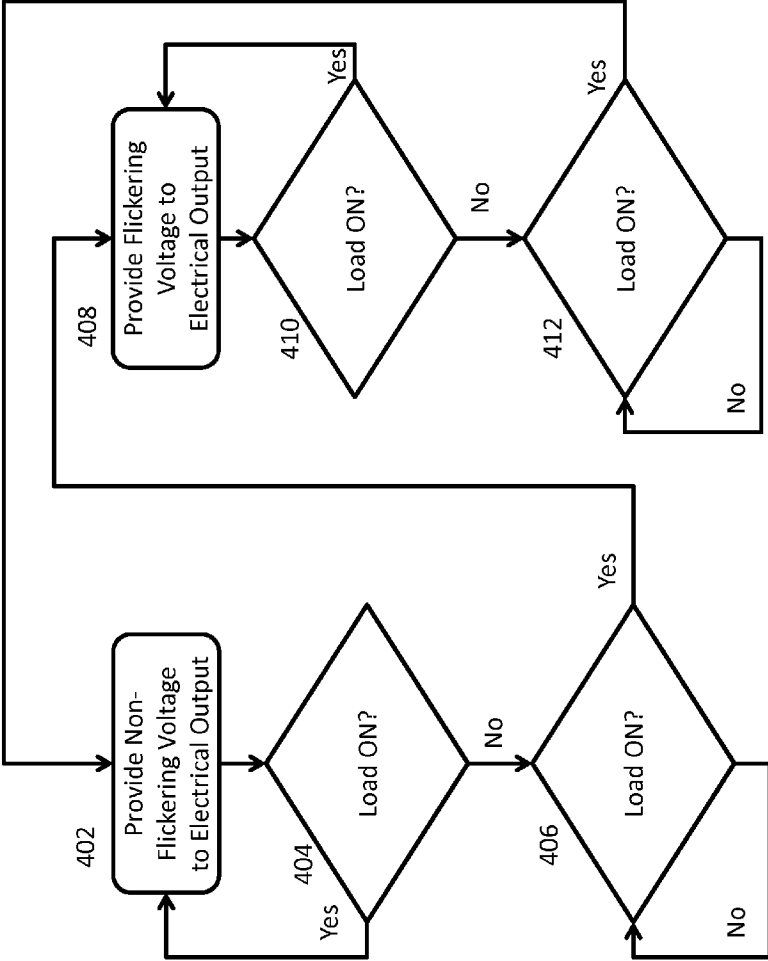 402
Provide Non-
Flickering Voltage
to Electrical Output
Yes
404
Load ON?
No
406
Load ON?
Yes
No
408
Provide Flickering
Voltage to
Electrical Output
Yes
410
Load ON?
No
412
Load ON?
Yes
No